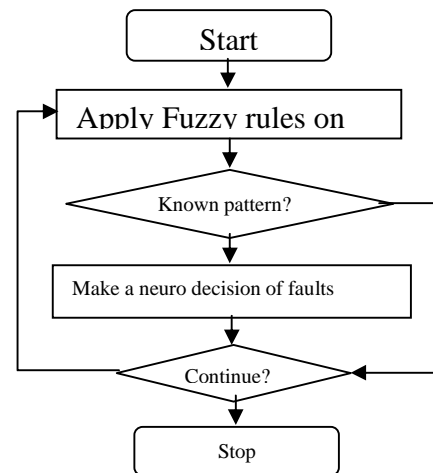 Start
Apply Fuzzy rules on
Known pattern?
Make a neuro decision of faults
Continue?
Stop